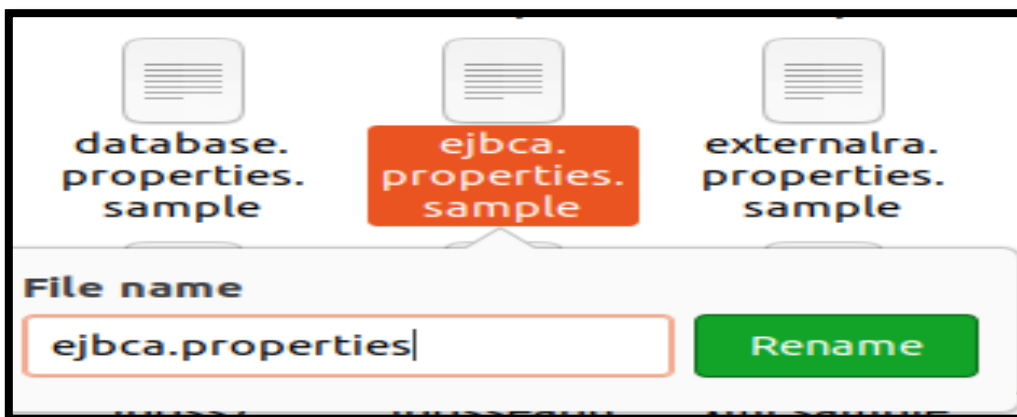 database.
properties.
sample
ejbca.
properties.
sample
externalra.
properties.
sample
File name
ejbca.properties
Rename